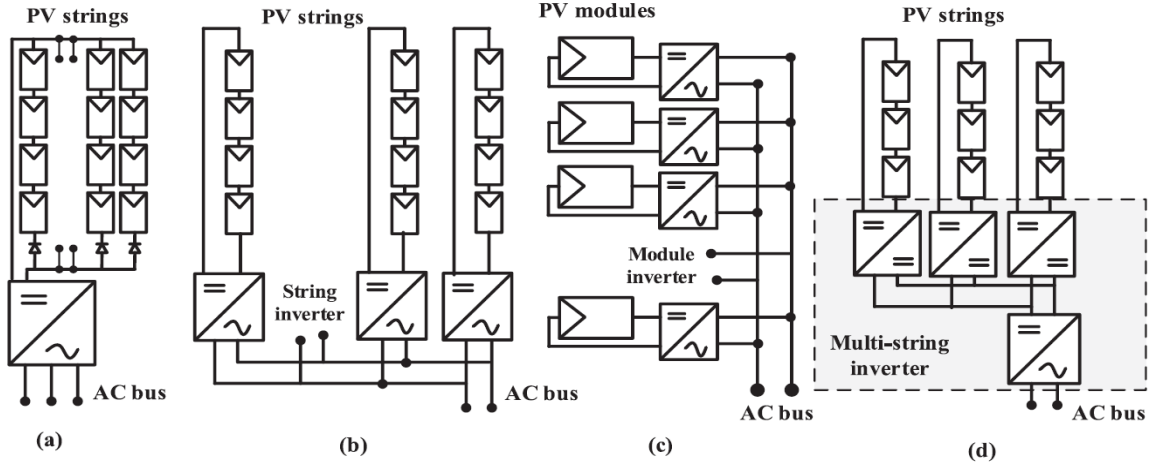 PV strings
AC bus
(a)
PV strings
String
inverter
AC bus
(b)
PV modules
Module
inverter
AC bus
(c)
PV strings
Multi-string
inverter
AC bus
(d)